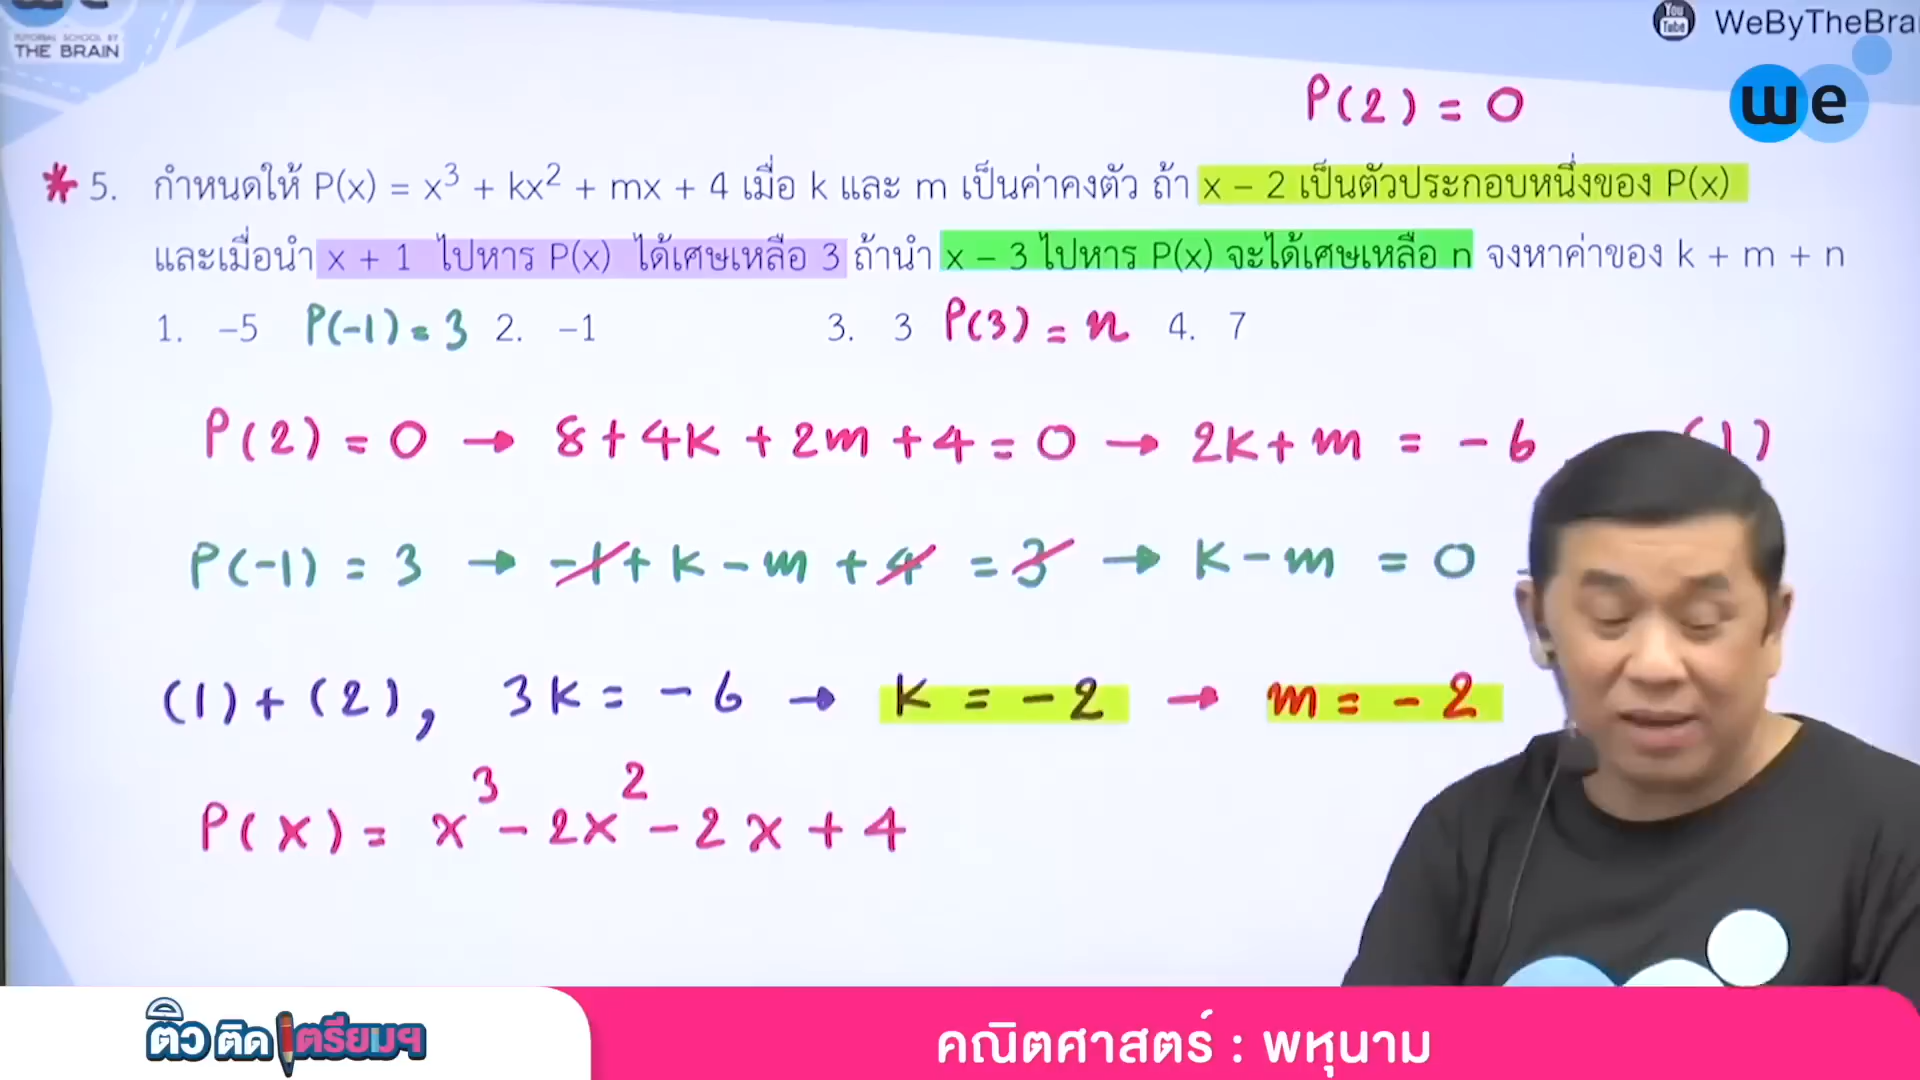 TUTORIAL SCHOOL BY
THE BRAIN
You Tube WeByTheBrai
we
P(2) = 0
* 5. กำหนดให้ P(x) = x³ + kx² + mx + 4 เมื่อ k และ m เป็นค่าคงตัว ถ้า x – 2 เป็นตัวประกอบหนึ่งของ P(x)
และเมื่อนำ x + 1 ไปหาร P(x) ได้เศษเหลือ 3 ถ้านำ x – 3 ไปหาร P(x) จะได้เศษเหลือ n จงหาค่าของ k + m + n
1. –5 P(-1) = 3 2. –1 3. 3 P(3) = n 4. 7
P(2) = 0 → 8 + 4k + 2m + 4 = 0 → 2k + m = - 6 (1)
P(-1) = 3 → -1 + k - m + 4 = 3 → k - m = 0
(1) + (2), 3k = - 6 → k = - 2 → m = - 2
P(x) = x³ - 2x² - 2x + 4
ติว ติด เตรียมฯ
คณิตศาสตร์ : พหุนาม